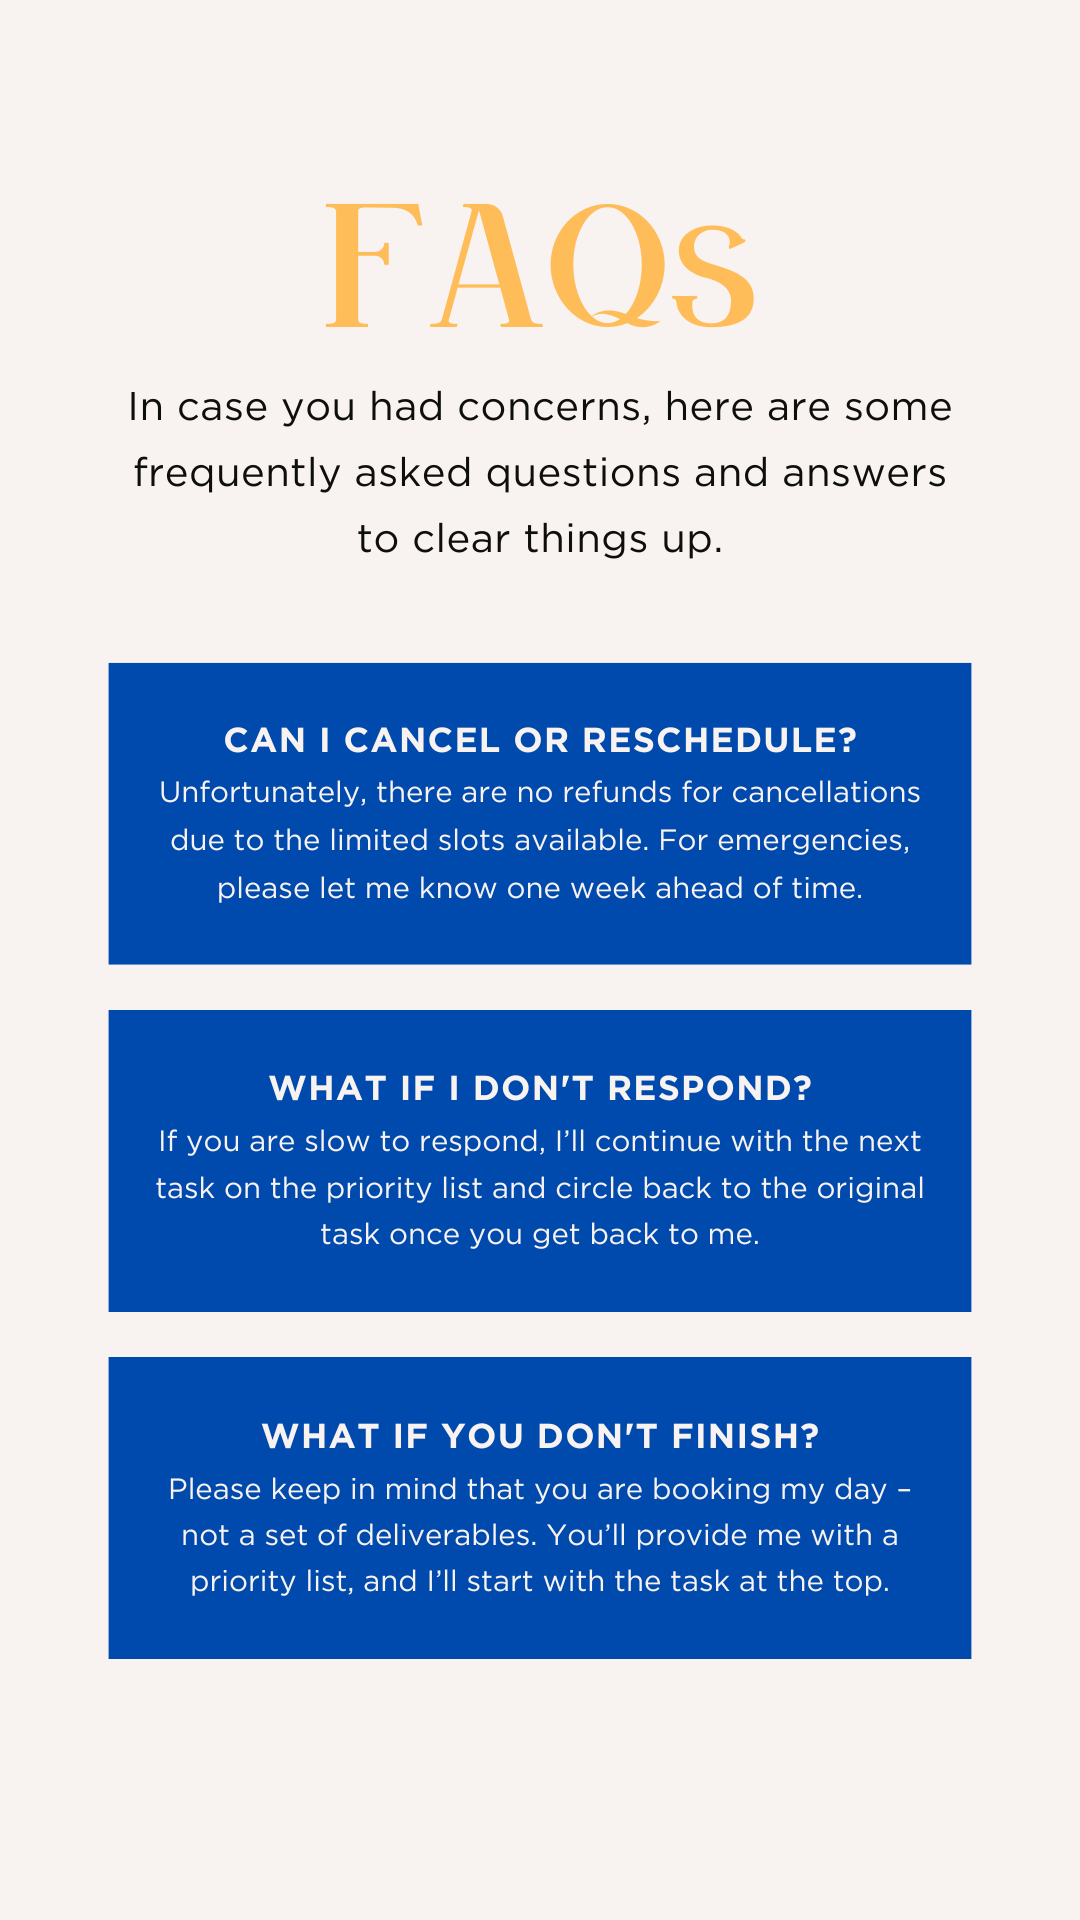 FAQs
In case you had concerns, here are some
frequently asked questions and answers
to clear things up.
CAN I CANCEL OR RESCHEDULE?
Unfortunately, there are no refunds for cancellations
due to the limited slots available. For emergencies,
please let me know one week ahead of time.
WHAT IF I DON'T RESPOND?
If you are slow to respond, I’ll continue with the next
task on the priority list and circle back to the original
task once you get back to me.
WHAT IF YOU DON'T FINISH?
Please keep in mind that you are booking my day –
not a set of deliverables. You’ll provide me with a
priority list, and I’ll start with the task at the top.